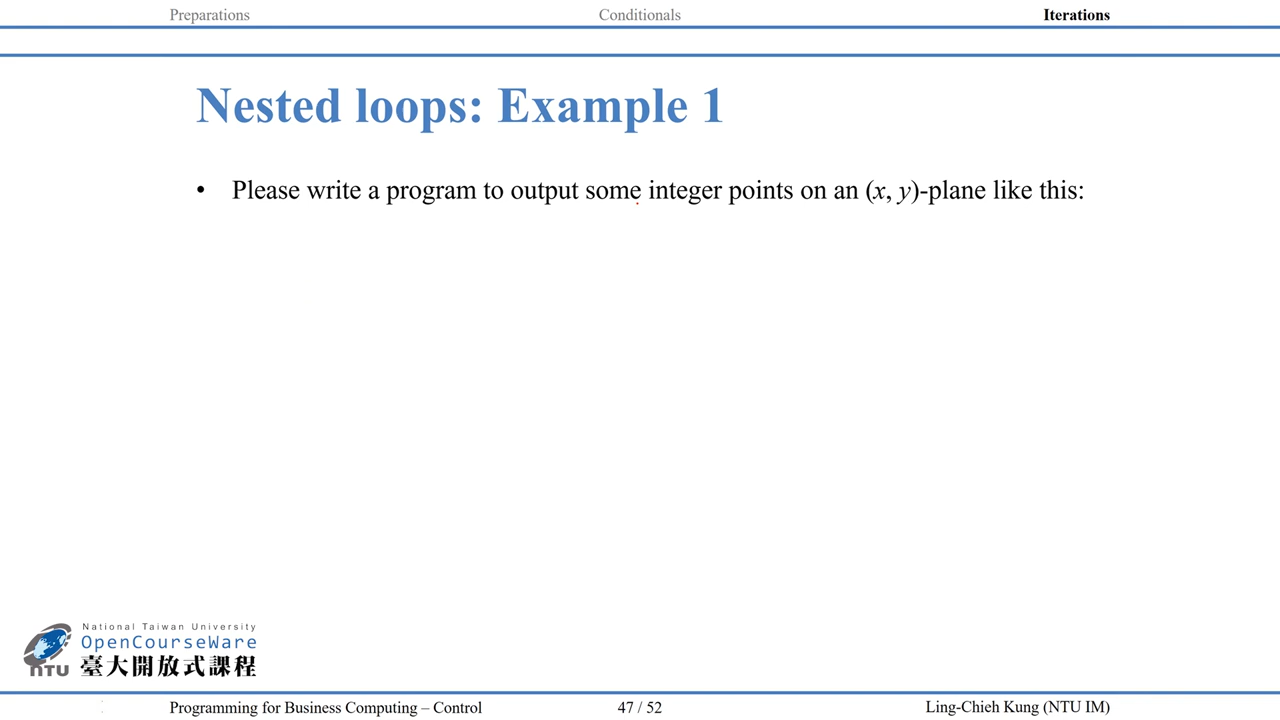 Preparations Conditionals Iterations
Nested loops: Example 1
• Please write a program to output some integer points on an (x, y)-plane like this:
National Taiwan University
OpenCourseWare
NTU 臺大開放式課程
Programming for Business Computing – Control 47 / 52 Ling-Chieh Kung (NTU IM)